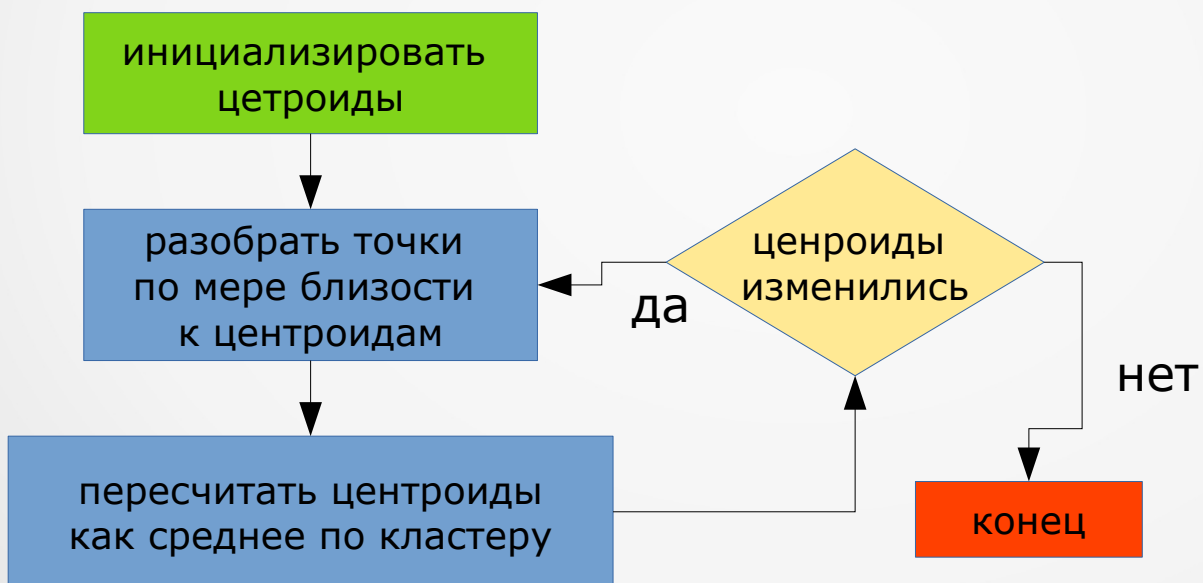 инициализировать
цетроиды
разобрать точки
по мере близости
к центроидам
ценроиды
изменились
да
нет
пересчитать центроиды
как среднее по кластеру
конец